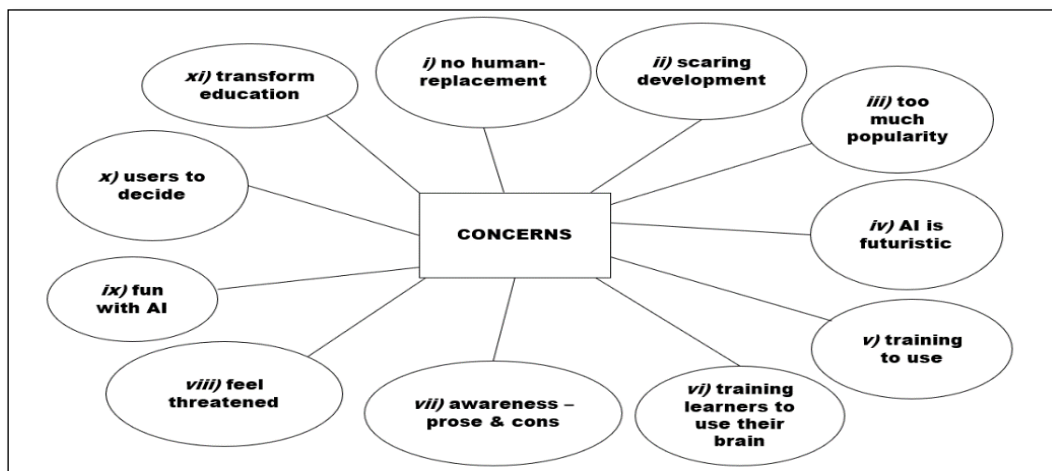 CONCERNS
i) no human-
replacement
ii) scaring
development
iii) too
much
popularity
iv) AI is
futuristic
v) training
to use
vi) training
learners to
use their
brain
vii) awareness –
prose & cons
viii) feel
threatened
ix) fun
with AI
x) users to
decide
xi) transform
education